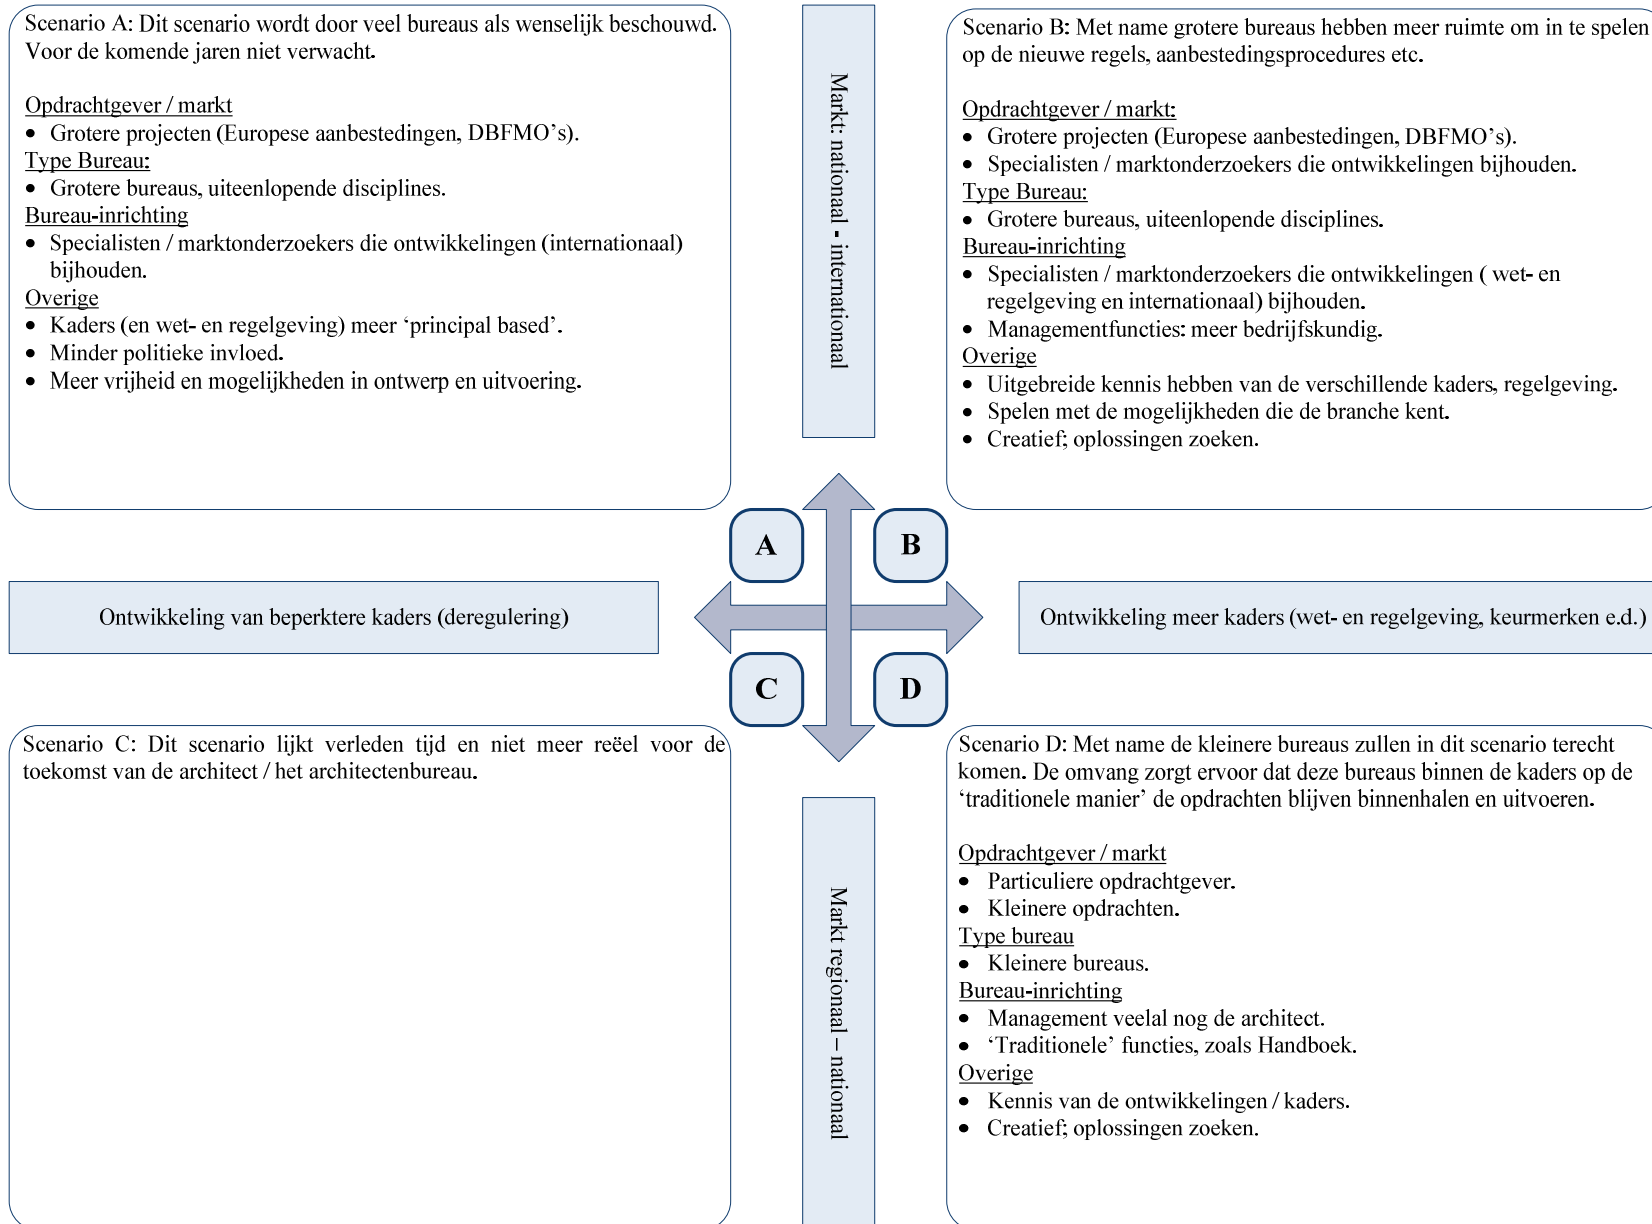 Scenario A: Dit scenario wordt door veel bureaus als wenselijk beschouwd.
Voor de komende jaren niet verwacht.
Opdrachtgever / markt
• Grotere projecten (Europese aanbestedingen, DBFMO’s).
Type Bureau:
• Grotere bureaus, uiteenlopende disciplines.
Bureau-inrichting
• Specialisten / marktonderzoekers die ontwikkelingen (internationaal)
bijhouden.
Overige
• Kaders (en wet- en regelgeving) meer ‘principal based’.
• Minder politieke invloed.
• Meer vrijheid en mogelijkheden in ontwerp en uitvoering.
Markt: nationaal - internationaal
Scenario B: Met name grotere bureaus hebben meer ruimte om in te spelen
op de nieuwe regels, aanbestedingsprocedures etc.
Opdrachtgever / markt:
• Grotere projecten (Europese aanbestedingen, DBFMO’s).
• Specialisten / marktonderzoekers die ontwikkelingen bijhouden.
Type Bureau:
• Grotere bureaus, uiteenlopende disciplines.
Bureau-inrichting
• Specialisten / marktonderzoekers die ontwikkelingen ( wet- en
regelgeving en internationaal) bijhouden.
• Managementfuncties: meer bedrijfskundig.
Overige
• Uitgebreide kennis hebben van de verschillende kaders, regelgeving.
• Spelen met de mogelijkheden die de branche kent.
• Creatief; oplossingen zoeken.
A
B
Ontwikkeling van beperktere kaders (deregulering)
Ontwikkeling meer kaders (wet- en regelgeving, keurmerken e.d.)
C
D
Scenario C: Dit scenario lijkt verleden tijd en niet meer reëel voor de
toekomst van de architect / het architectenbureau.
Markt regionaal – nationaal
Scenario D: Met name de kleinere bureaus zullen in dit scenario terecht
komen. De omvang zorgt ervoor dat deze bureaus binnen de kaders op de
‘traditionele manier’ de opdrachten blijven binnenhalen en uitvoeren.
Opdrachtgever / markt
• Particuliere opdrachtgever.
• Kleinere opdrachten.
Type bureau
• Kleinere bureaus.
Bureau-inrichting
• Management veelal nog de architect.
• ‘Traditionele’ functies, zoals Handboek.
Overige
• Kennis van de ontwikkelingen / kaders.
• Creatief; oplossingen zoeken.